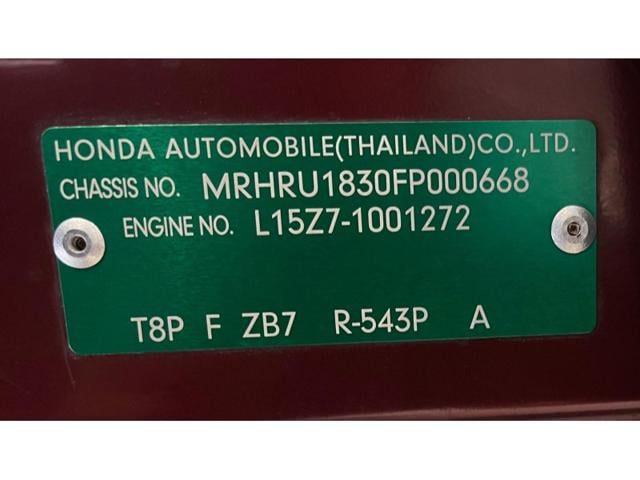 HONDA AUTOMOBILE(THAILAND)CO.,LTD.
CHASSIS NO. MRHRU1830FP000668
ENGINE NO. L15Z7-1001272
T8P F ZB7 R-543P A